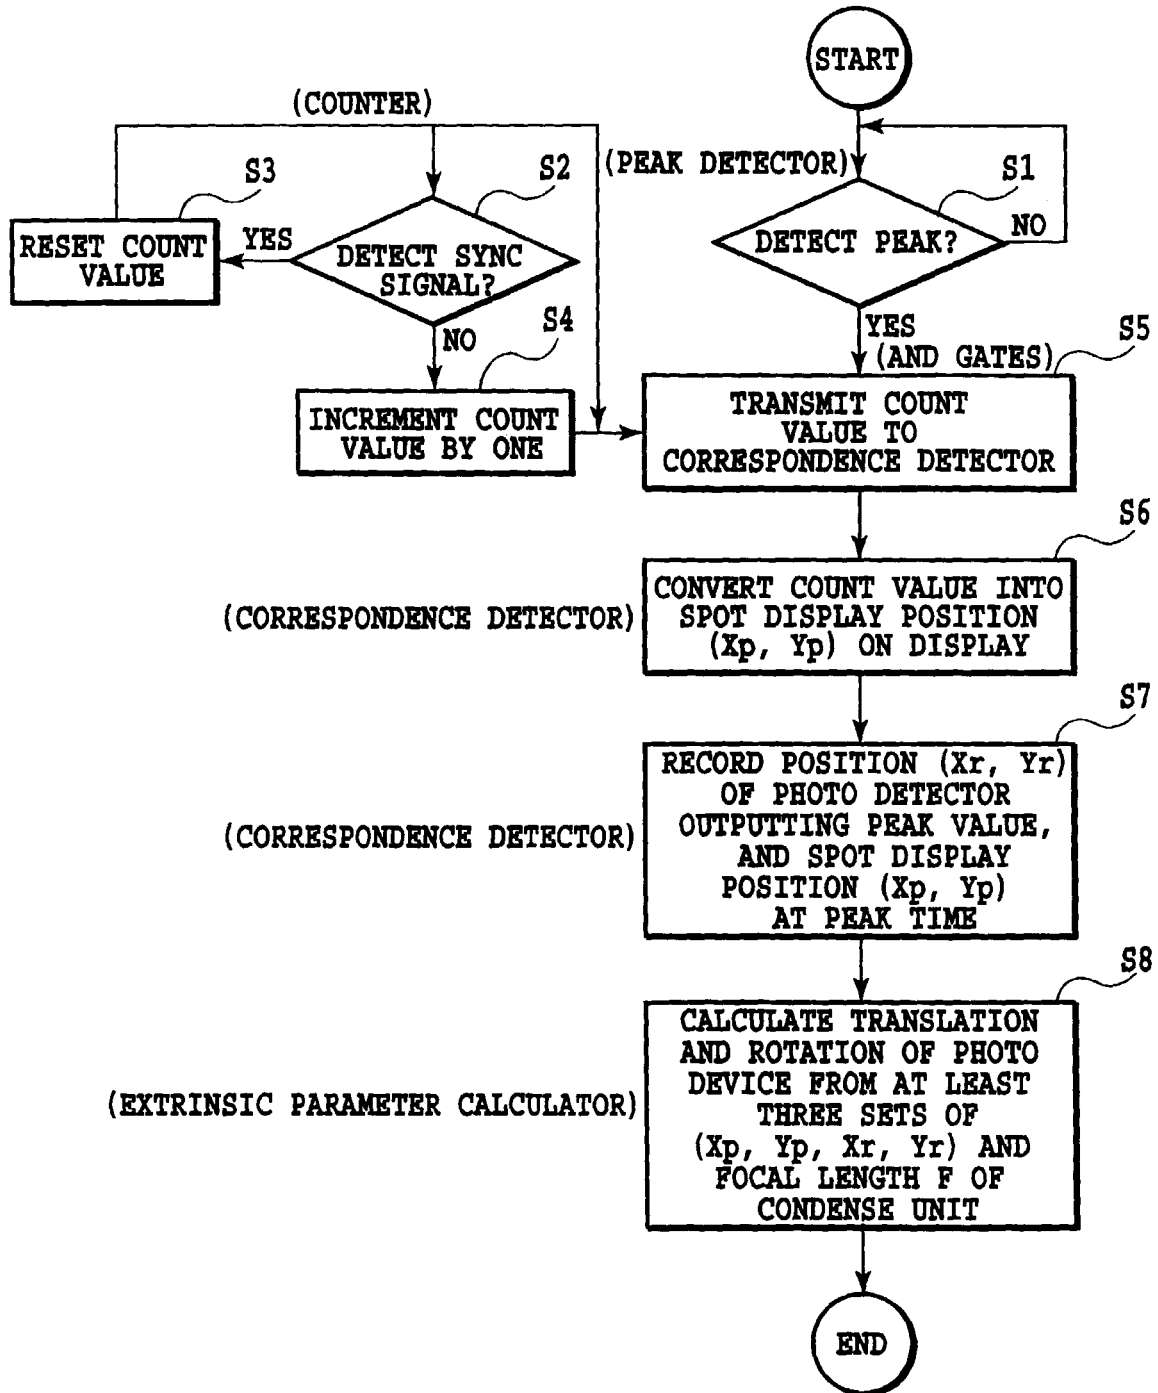 START
(COUNTER)
(PEAK DETECTOR)
S1
DETECT PEAK?
NO
YES
(AND GATES)
S2
DETECT SYNC
SIGNAL?
YES
NO
S3
RESET COUNT
VALUE
S4
INCREMENT COUNT
VALUE BY ONE
S5
TRANSMIT COUNT
VALUE TO
CORRESPONDENCE DETECTOR
S6
(CORRESPONDENCE DETECTOR)
CONVERT COUNT VALUE INTO
SPOT DISPLAY POSITION
(Xp, Yp) ON DISPLAY
S7
(CORRESPONDENCE DETECTOR)
RECORD POSITION (Xr, Yr)
OF PHOTO DETECTOR
OUTPUTTING PEAK VALUE,
AND SPOT DISPLAY
POSITION (Xp, Yp)
AT PEAK TIME
S8
(EXTRINSIC PARAMETER CALCULATOR)
CALCULATE TRANSLATION
AND ROTATION OF PHOTO
DEVICE FROM AT LEAST
THREE SETS OF
(Xp, Yp, Xr, Yr) AND
FOCAL LENGTH F OF
CONDENSE UNIT
END